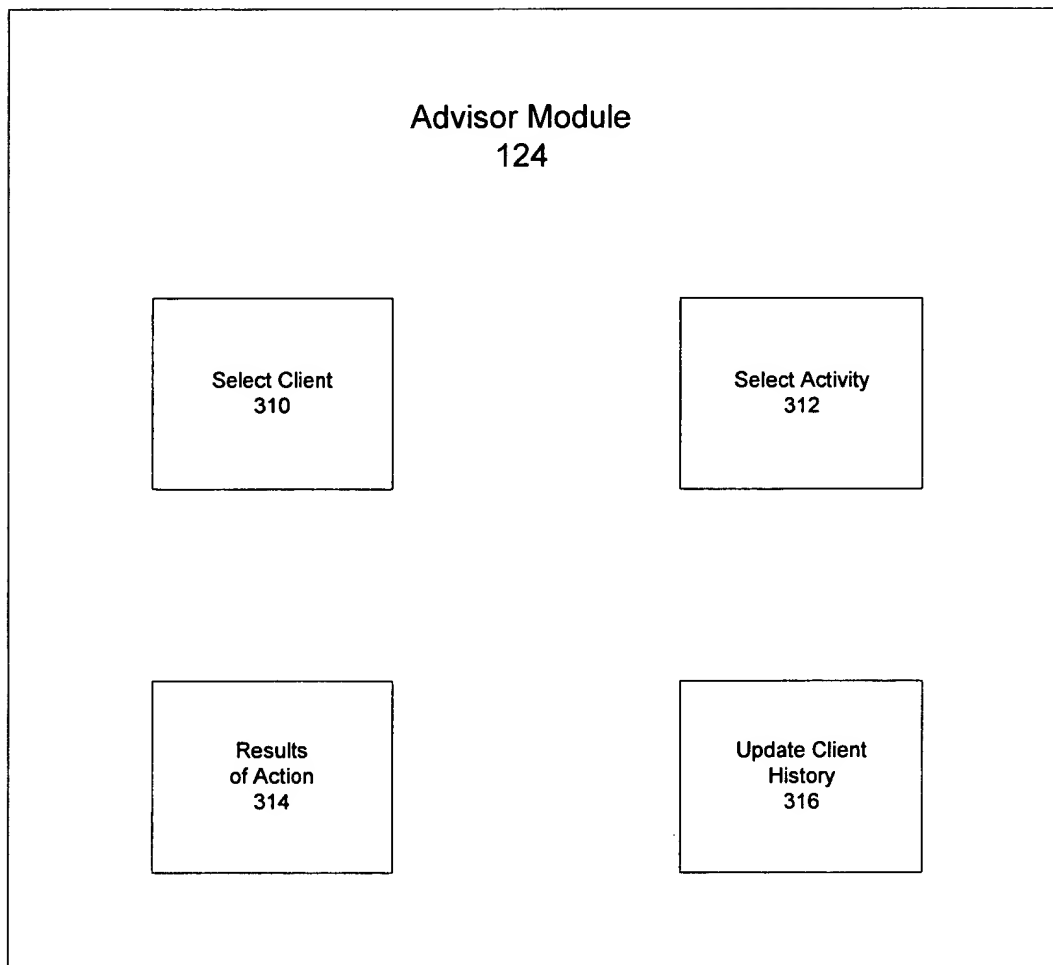 Advisor Module
124
Select Client
310
Select Activity
312
Results
of Action
314
Update Client
History
316